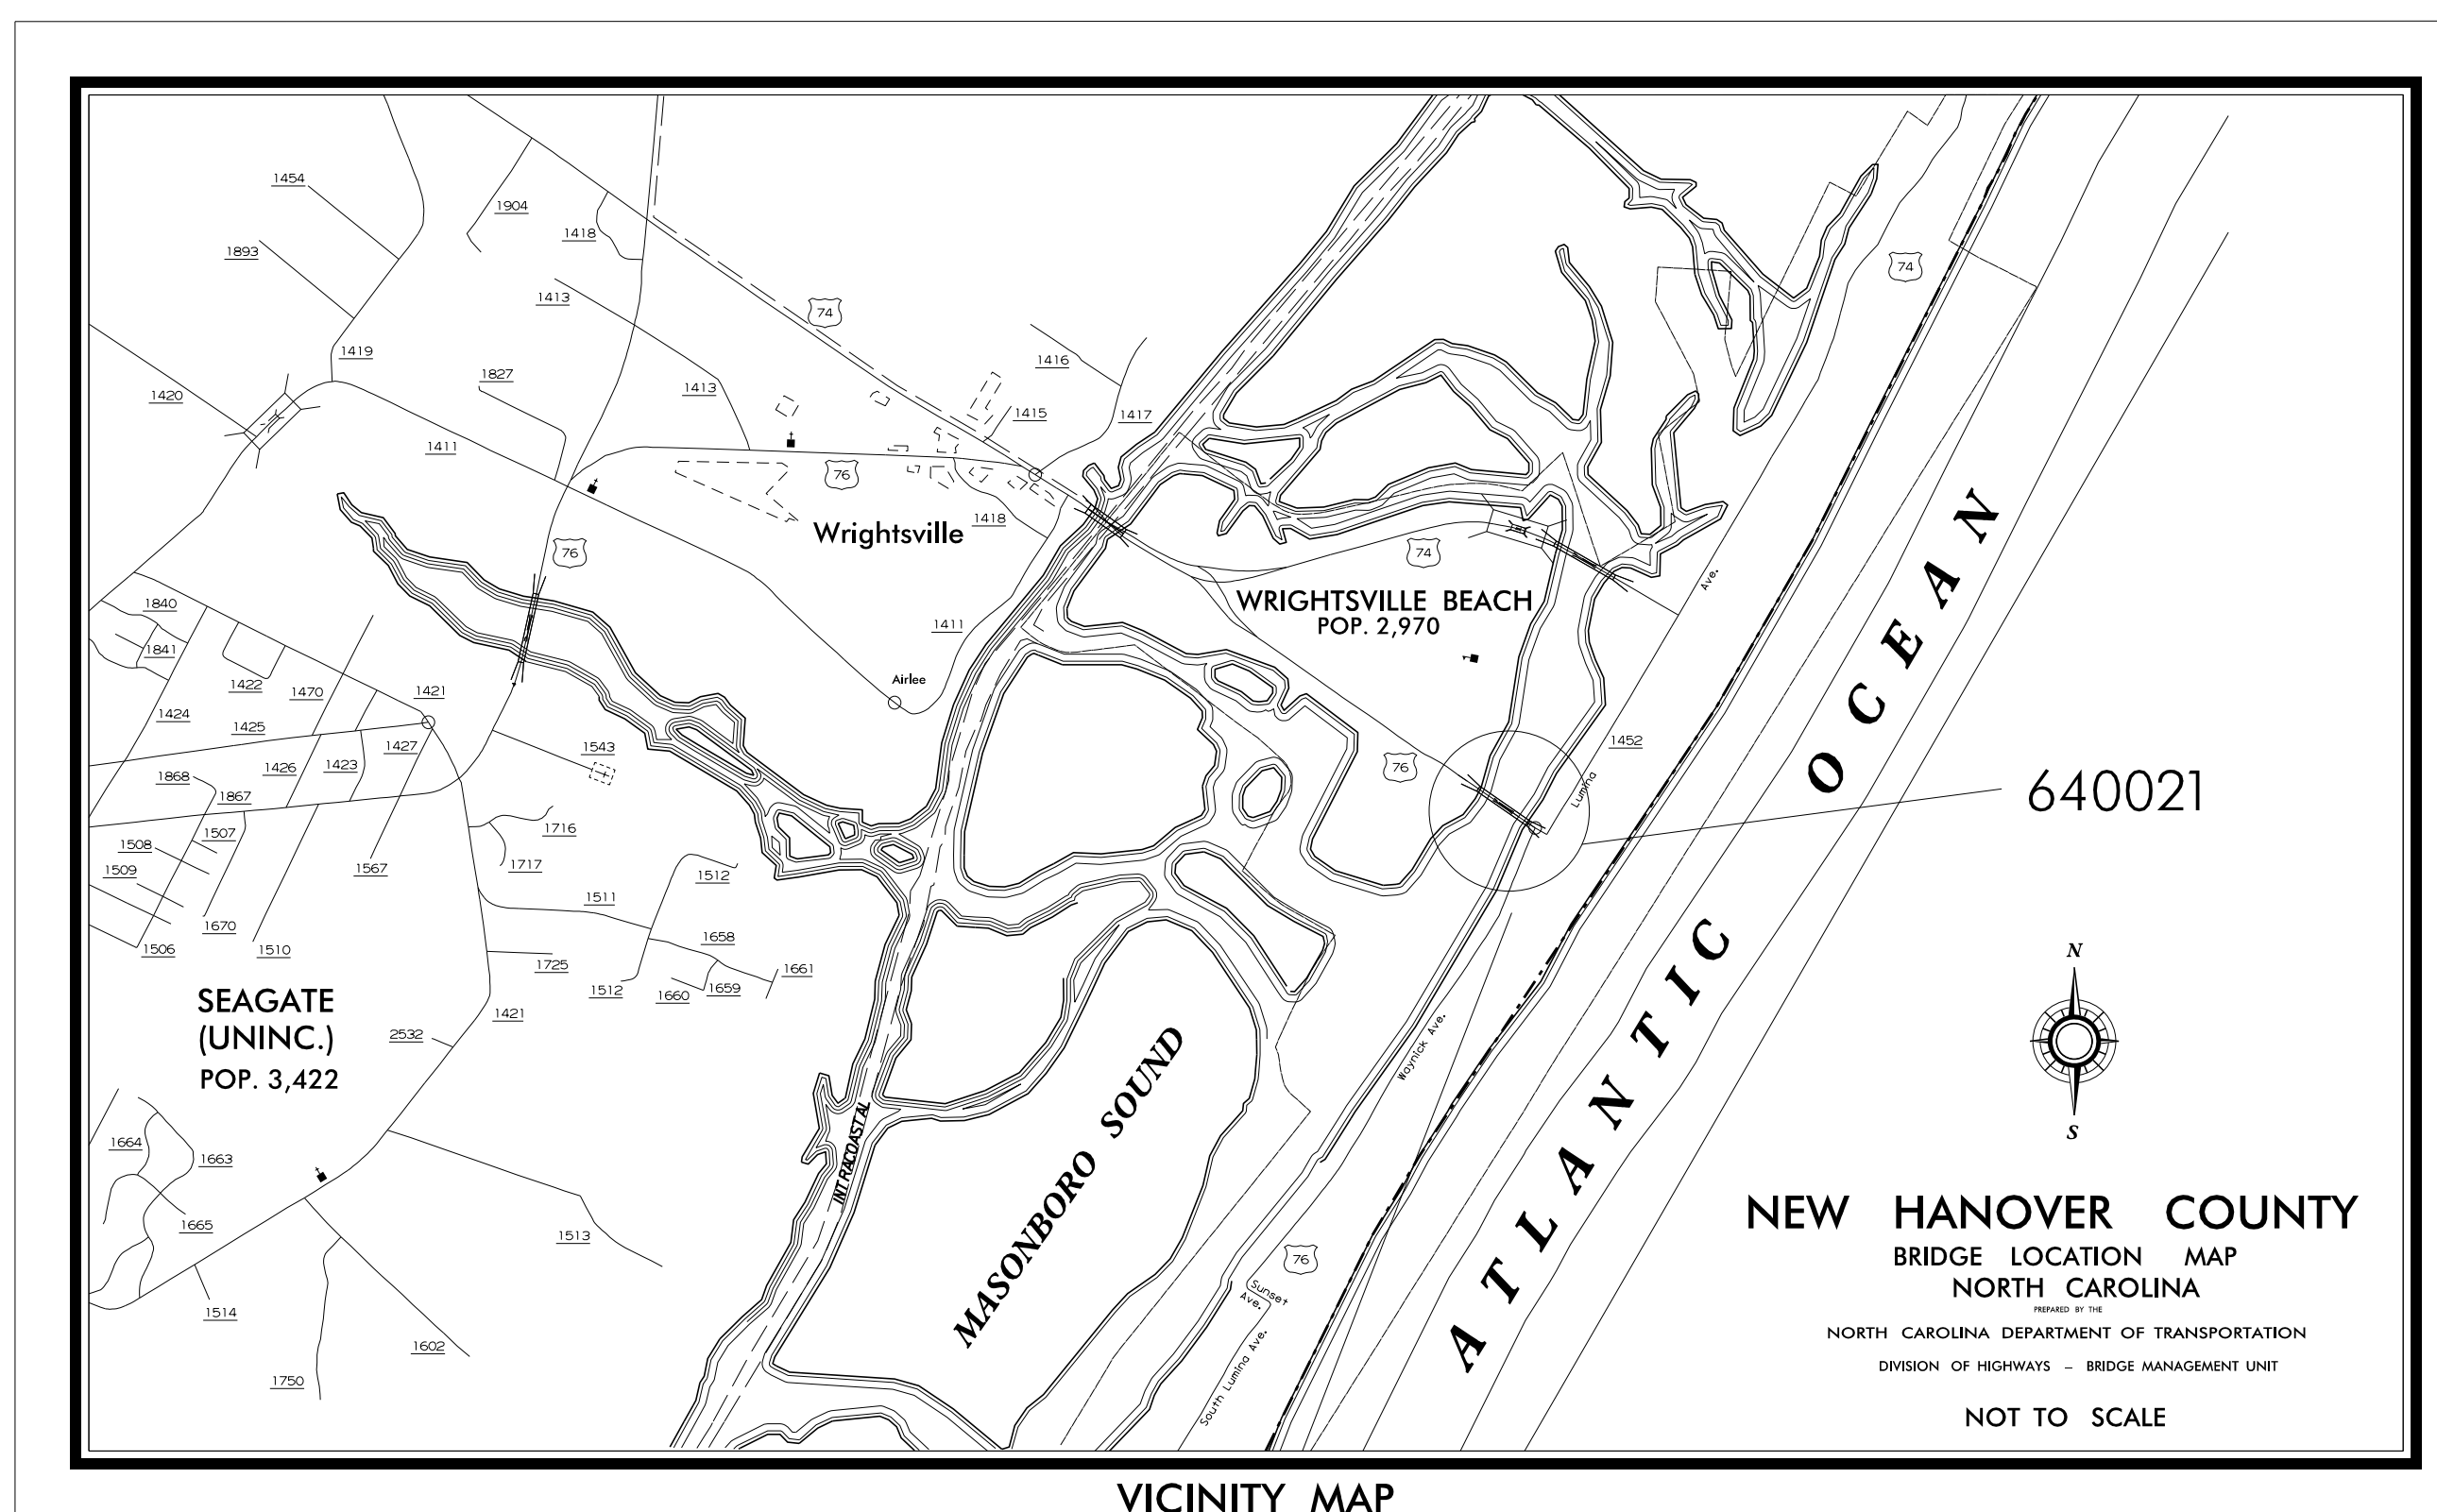 1454
1904
1418
1893
74
74
1413
1419
1416
1827
1413
1420
1415
1417
1411
76
1418
Wrightsville
76
74
Ave.
WRIGHTSVILLE BEACH
POP. 2,970
1840
1411
1841
1422
1470
1421
Airlee
1424
1425
1427
1543
1452
1426
1423
76
1868
1867
Lumina
640021
1507
1716
1508
1717
1509
1567
1512
1511
1670
1506
1510
1658
1725
1661
1512
1660
1659
SEAGATE
(UNINC.)
POP. 3,422
1421
2532
ATLANTIC OCEAN
N
S
Waynick Ave.
MASONBORO SOUND
INTRACOASTAL
1664
1663
1665
1513
76
Sunset
Ave.
1514
1602
1750
South Lumina Ave.
NEW HANOVER COUNTY
BRIDGE LOCATION MAP
NORTH CAROLINA
PREPARED BY THE
NORTH CAROLINA DEPARTMENT OF TRANSPORTATION
DIVISION OF HIGHWAYS – BRIDGE MANAGEMENT UNIT
NOT TO SCALE
VICINITY MAP